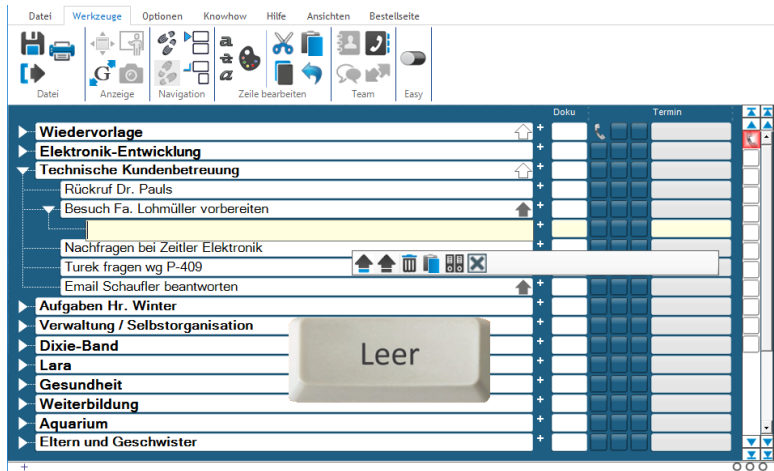 Datei Werkzeuge Optionen Knowhow Hilfe Ansichten Bestellseite
G a a a
Datei Anzeige Navigation Zeile bearbeiten Team Easy
Doku Termin
Wiedervorlage
Elektronik-Entwicklung
Technische Kundenbetreuung
Rückruf Dr. Pauls
Besuch Fa. Lohmüller vorbereiten
Nachfragen bei Zeitler Elektronik
Turek fragen wg P-409
Email Schaufler beantworten
Aufgaben Hr. Winter
Verwaltung / Selbstorganisation
Dixie-Band
Leer
Lara
Gesundheit
Weiterbildung
Aquarium
Eltern und Geschwister